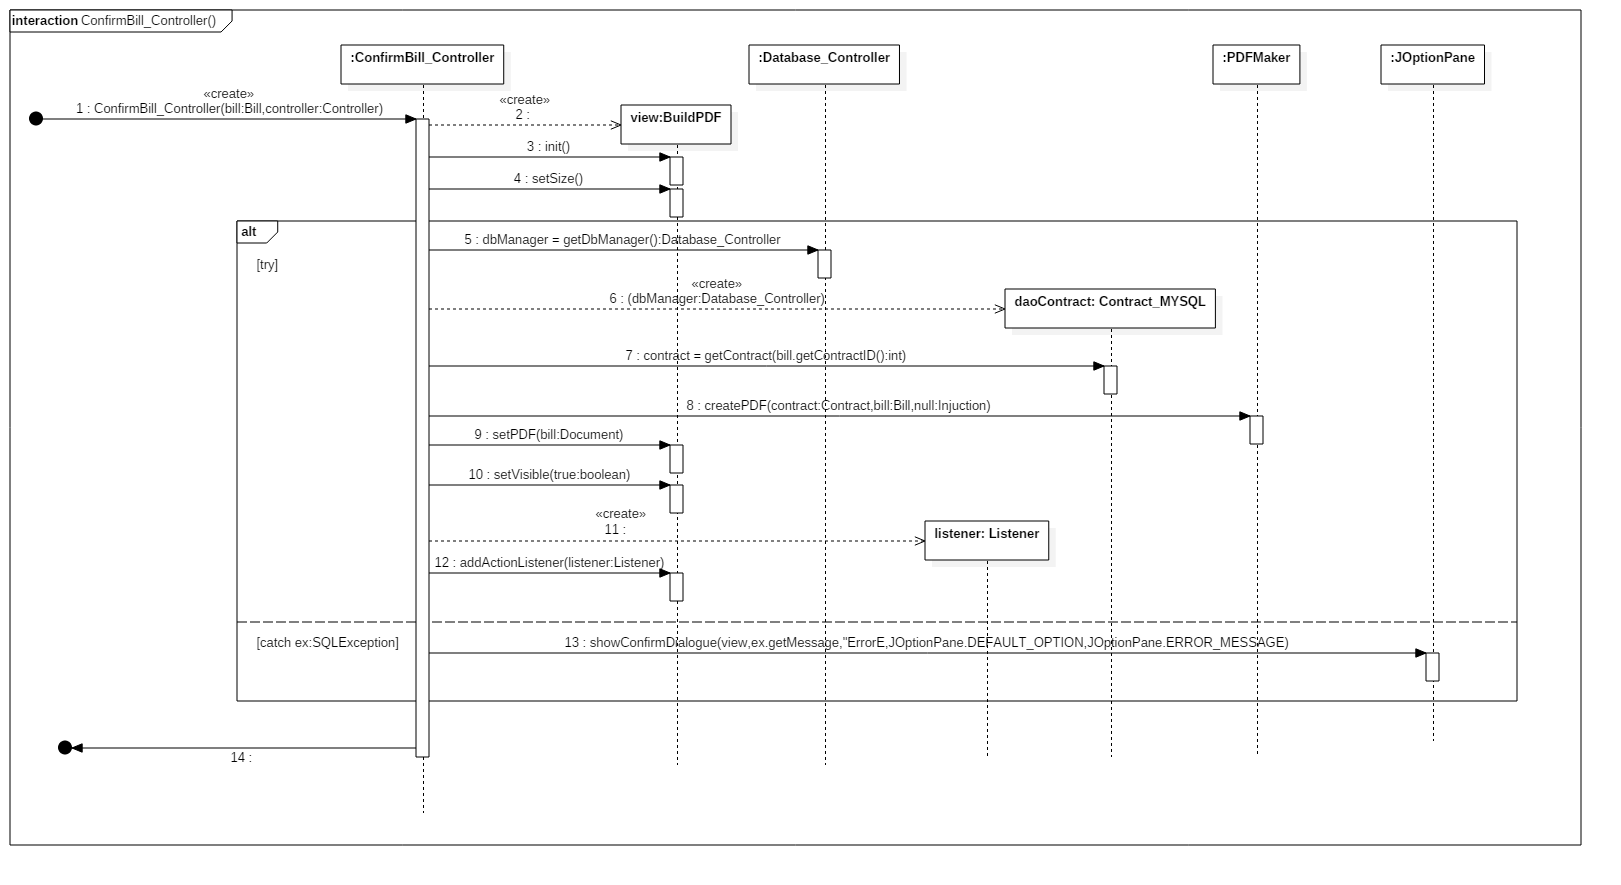 interaction ConfirmBill_Controller()
:ConfirmBill_Controller
:Database_Controller
:PDFMaker
:JOptionPane
«create»
1 : ConfirmBill_Controller(bill:Bill,controller:Controller)
«create»
2 :
view:BuildPDF
3 : init()
4 : setSize()
alt
5 : dbManager = getDbManager():Database_Controller
[try]
«create»
6 : (dbManager:Database_Controller)
daoContract: Contract_MYSQL
7 : contract = getContract(bill.getContractID():int)
8 : createPDF(contract:Contract,bill:Bill,null:Injuction)
9 : setPDF(bill:Document)
10 : setVisible(true:boolean)
«create»
11 :
listener: Listener
12 : addActionListener(listener:Listener)
[catch ex:SQLException]
13 : showConfirmDialogue(view,ex.getMessage,"ErrorE,JOptionPane.DEFAULT_OPTION,JOptionPane.ERROR_MESSAGE)
14 :